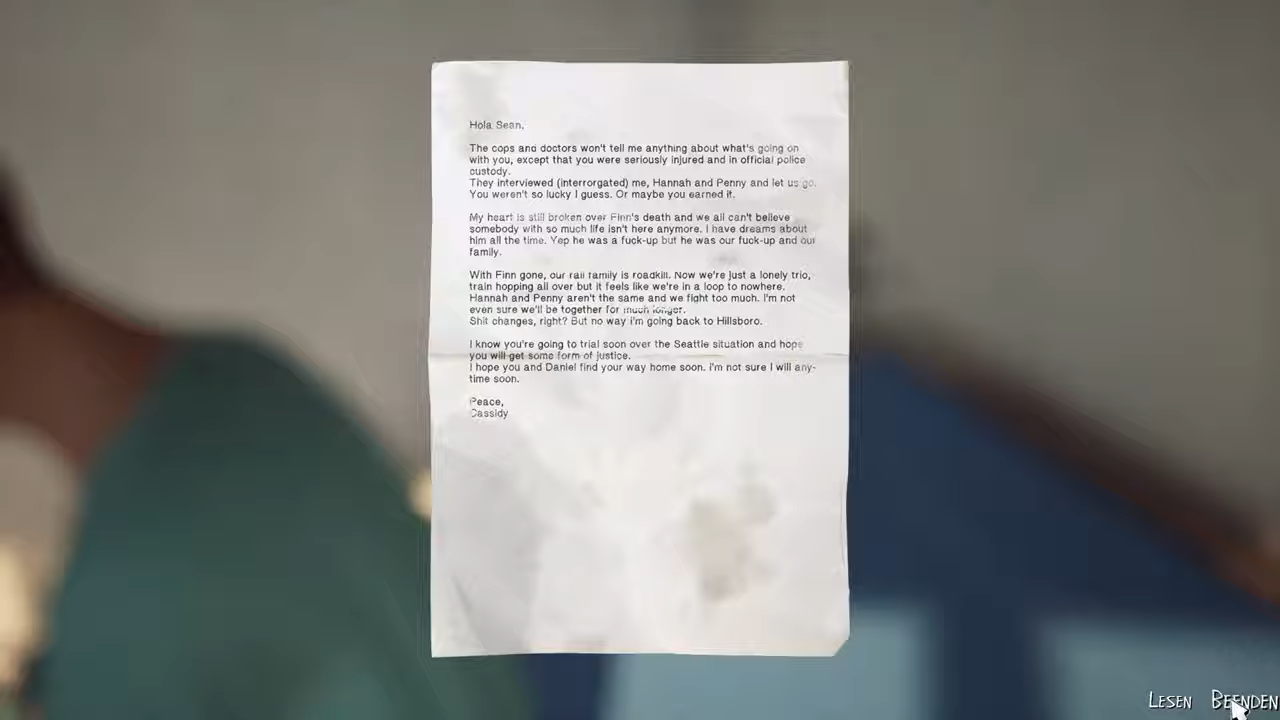 Hola Sean,
The cops and doctors won't tell me anything about what's going on
with you, except that you were seriously injured and in official police
custody.
They interviewed (interrorgated) me, Hannah and Penny and let us go.
You weren't so lucky I guess. Or maybe you earned it.
My heart is still broken over Finn's death and we all can't believe
somebody with so much life isn't here anymore. I have dreams about
him all the time. Yep he was a fuck-up but he was our fuck-up and our
family.
With Finn gone, our rail family is roadkill. Now we're just a lonely trio,
train hopping all over but it feels like we're in a loop to nowhere.
Hannah and Penny aren't the same and we fight too much. I'm not
even sure we'll be together for much longer.
Shit changes, right? But no way i'm going back to Hillsboro.
I know you're going to trial soon over the Seattle situation and hope
you will get some form of justice.
I hope you and Daniel find your way home soon. i'm not sure I will any-
time soon.
Peace,
Cassidy
LESEN BEENDEN